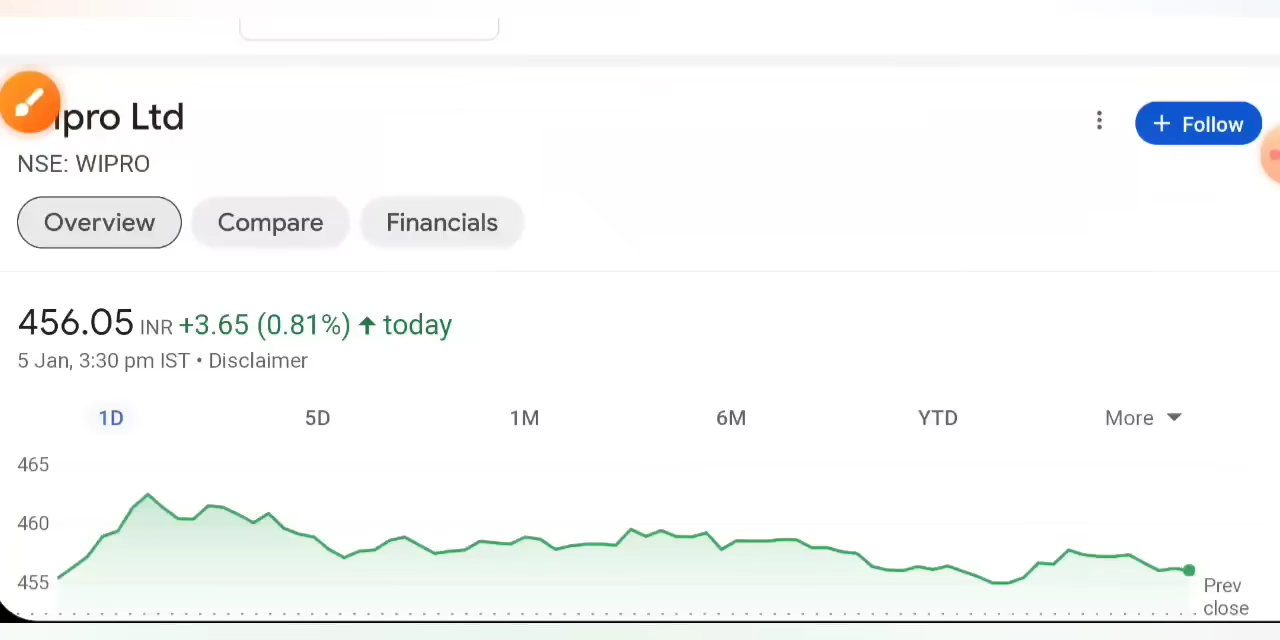 ipro Ltd
+ Follow
NSE: WIPRO
Overview
Compare
Financials
456.05 INR +3.65 (0.81%) ↑ today
5 Jan, 3:30 pm IST • Disclaimer
1D
5D
1M
6M
YTD
More
465
460
455
Prev
close